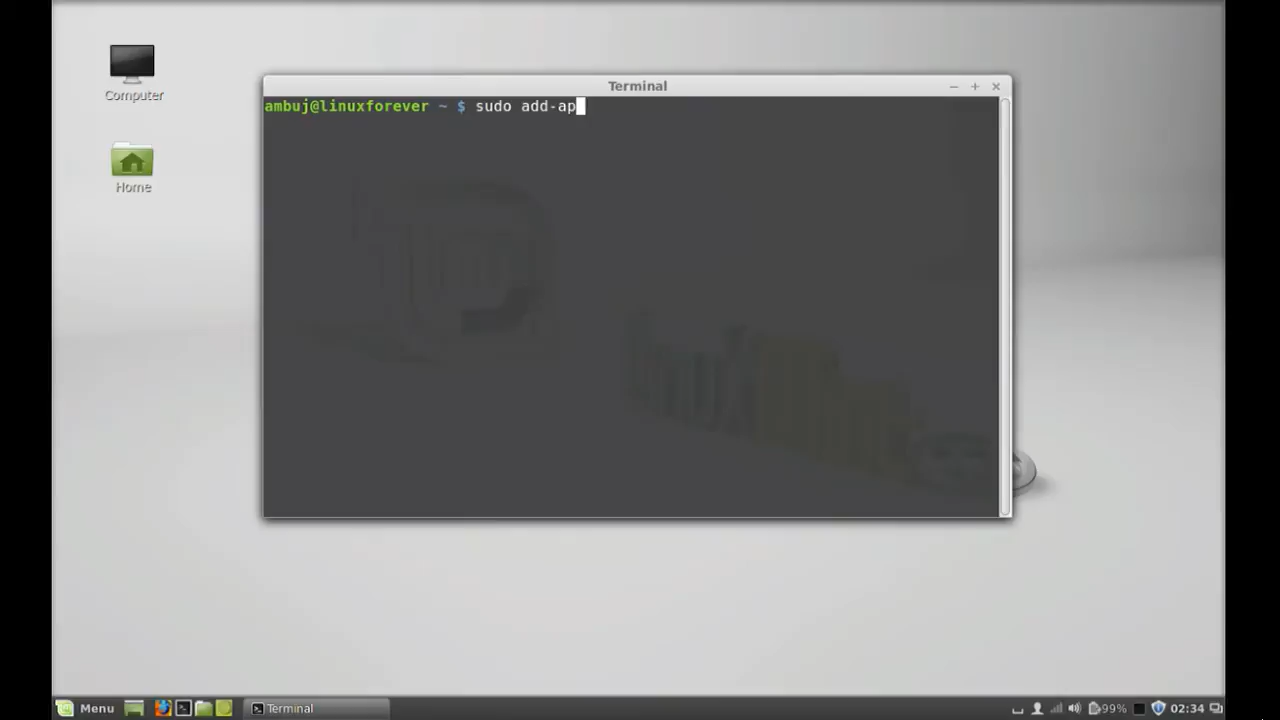 Computer
Home
Terminal
ambuj@linuxforever ~ $ sudo add-ap
Menu
Terminal
99%
02:34